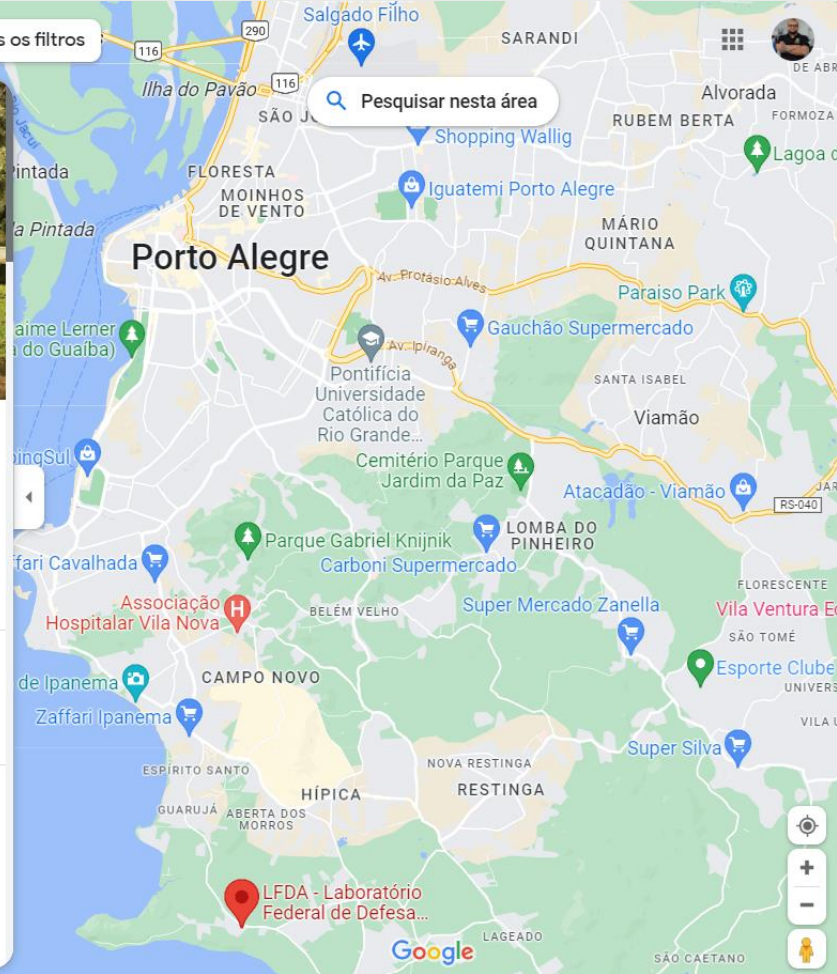 Salgado Filho
290
SARANDI
s os filtros
116
DE ABR
116
Ilha do Pavão
Alvorada
Pesquisar nesta área
SÃO J
RUBEM BERTA
FORMOZA
Shopping Wallig
Lagoa d
Pintada
FLORESTA
MOINHOS
DE VENTO
Iguatemi Porto Alegre
a Pintada
MÁRIO
QUINTANA
Porto Alegre
Av. Protásio Alves
Paraiso Park
aime Lerner
a do Guaíba)
Gauchão Supermercado
Av. Ipiranga
Pontifícia
Universidade
Católica do
Rio Grande...
SANTA ISABEL
Viamão
pingSul
Cemitério Parque
Jardim da Paz
Atacadão - Viamão
JAR
RS-040
LOMBA DO
PINHEIRO
Parque Gabriel Knijnik
ffari Cavalhada
Carboni Supermercado
FLORESCENTE
Associação
Hospitalar Vila Nova
BELÉM VELHO
Super Mercado Zanella
Vila Ventura Ec
SÃO TOMÉ
de Ipanema
CAMPO NOVO
Esporte Clube
UNIVERS
Zaffari Ipanema
VILA U
Super Silva
ESPÍRITO SANTO
NOVA RESTINGA
HÍPICA
RESTINGA
GUARUJÁ
ABERTA DOS
MORROS
LFDA - Laboratório
Federal de Defesa...
Google
LAGEADO
SÃO CAETANO